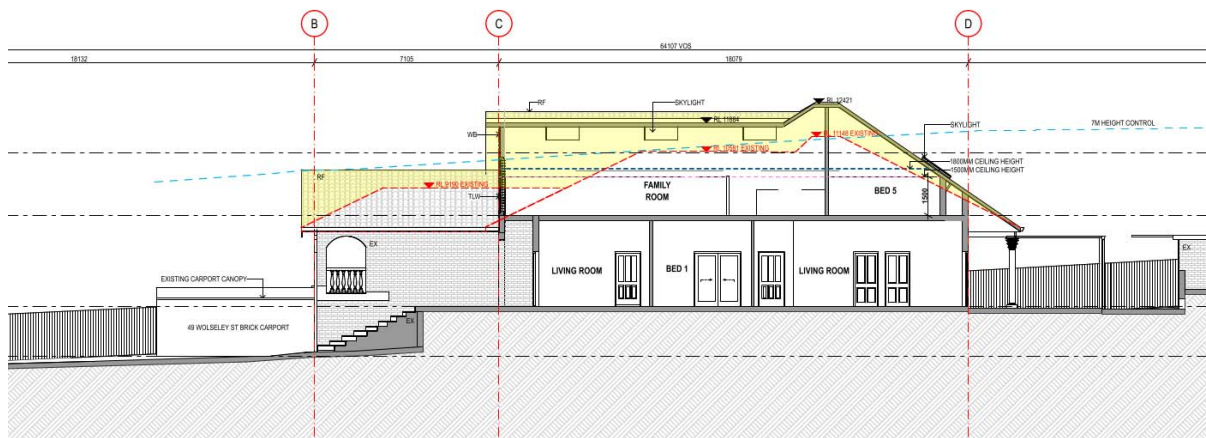 B
C
D
64107 VOS
18132
7105
18079
RF
SKYLIGHT
RL 12421
RL 11684
WB
SKYLIGHT
7M HEIGHT CONTROL
RL 11148 EXISTING
RL 10581 EXISTING
1800MM CEILING HEIGHT
1500MM CEILING HEIGHT
RF
RL 9150 EXISTING
FAMILY
ROOM
BED 5
1500
TLW
EX
EX
LIVING ROOM
BED 1
LIVING ROOM
EXISTING CARPORT CANOPY
49 WOLSELEY ST BRICK CARPORT
EX